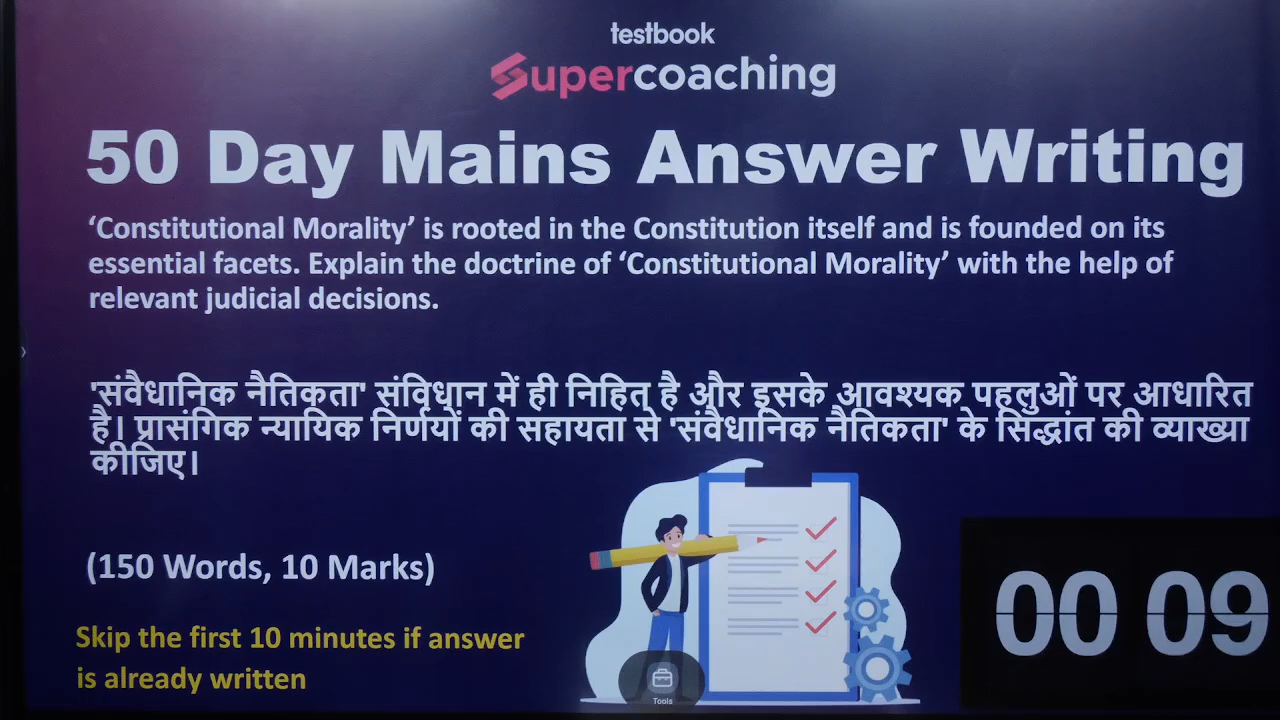 testbook
Supercoaching
50 Day Mains Answer Writing
‘Constitutional Morality’ is rooted in the Constitution itself and is founded on its
essential facets. Explain the doctrine of ‘Constitutional Morality’ with the help of
relevant judicial decisions.
'संवैधानिक नैतिकता' संविधान में ही निहित है और इसके आवश्यक पहलुओं पर आधारित
है। प्रासंगिक न्यायिक निर्णयों की सहायता से 'संवैधानिक नैतिकता' के सिद्धांत की व्याख्या
कीजिए।
(150 Words, 10 Marks)
Skip the first 10 minutes if answer
is already written
00 09
Tools